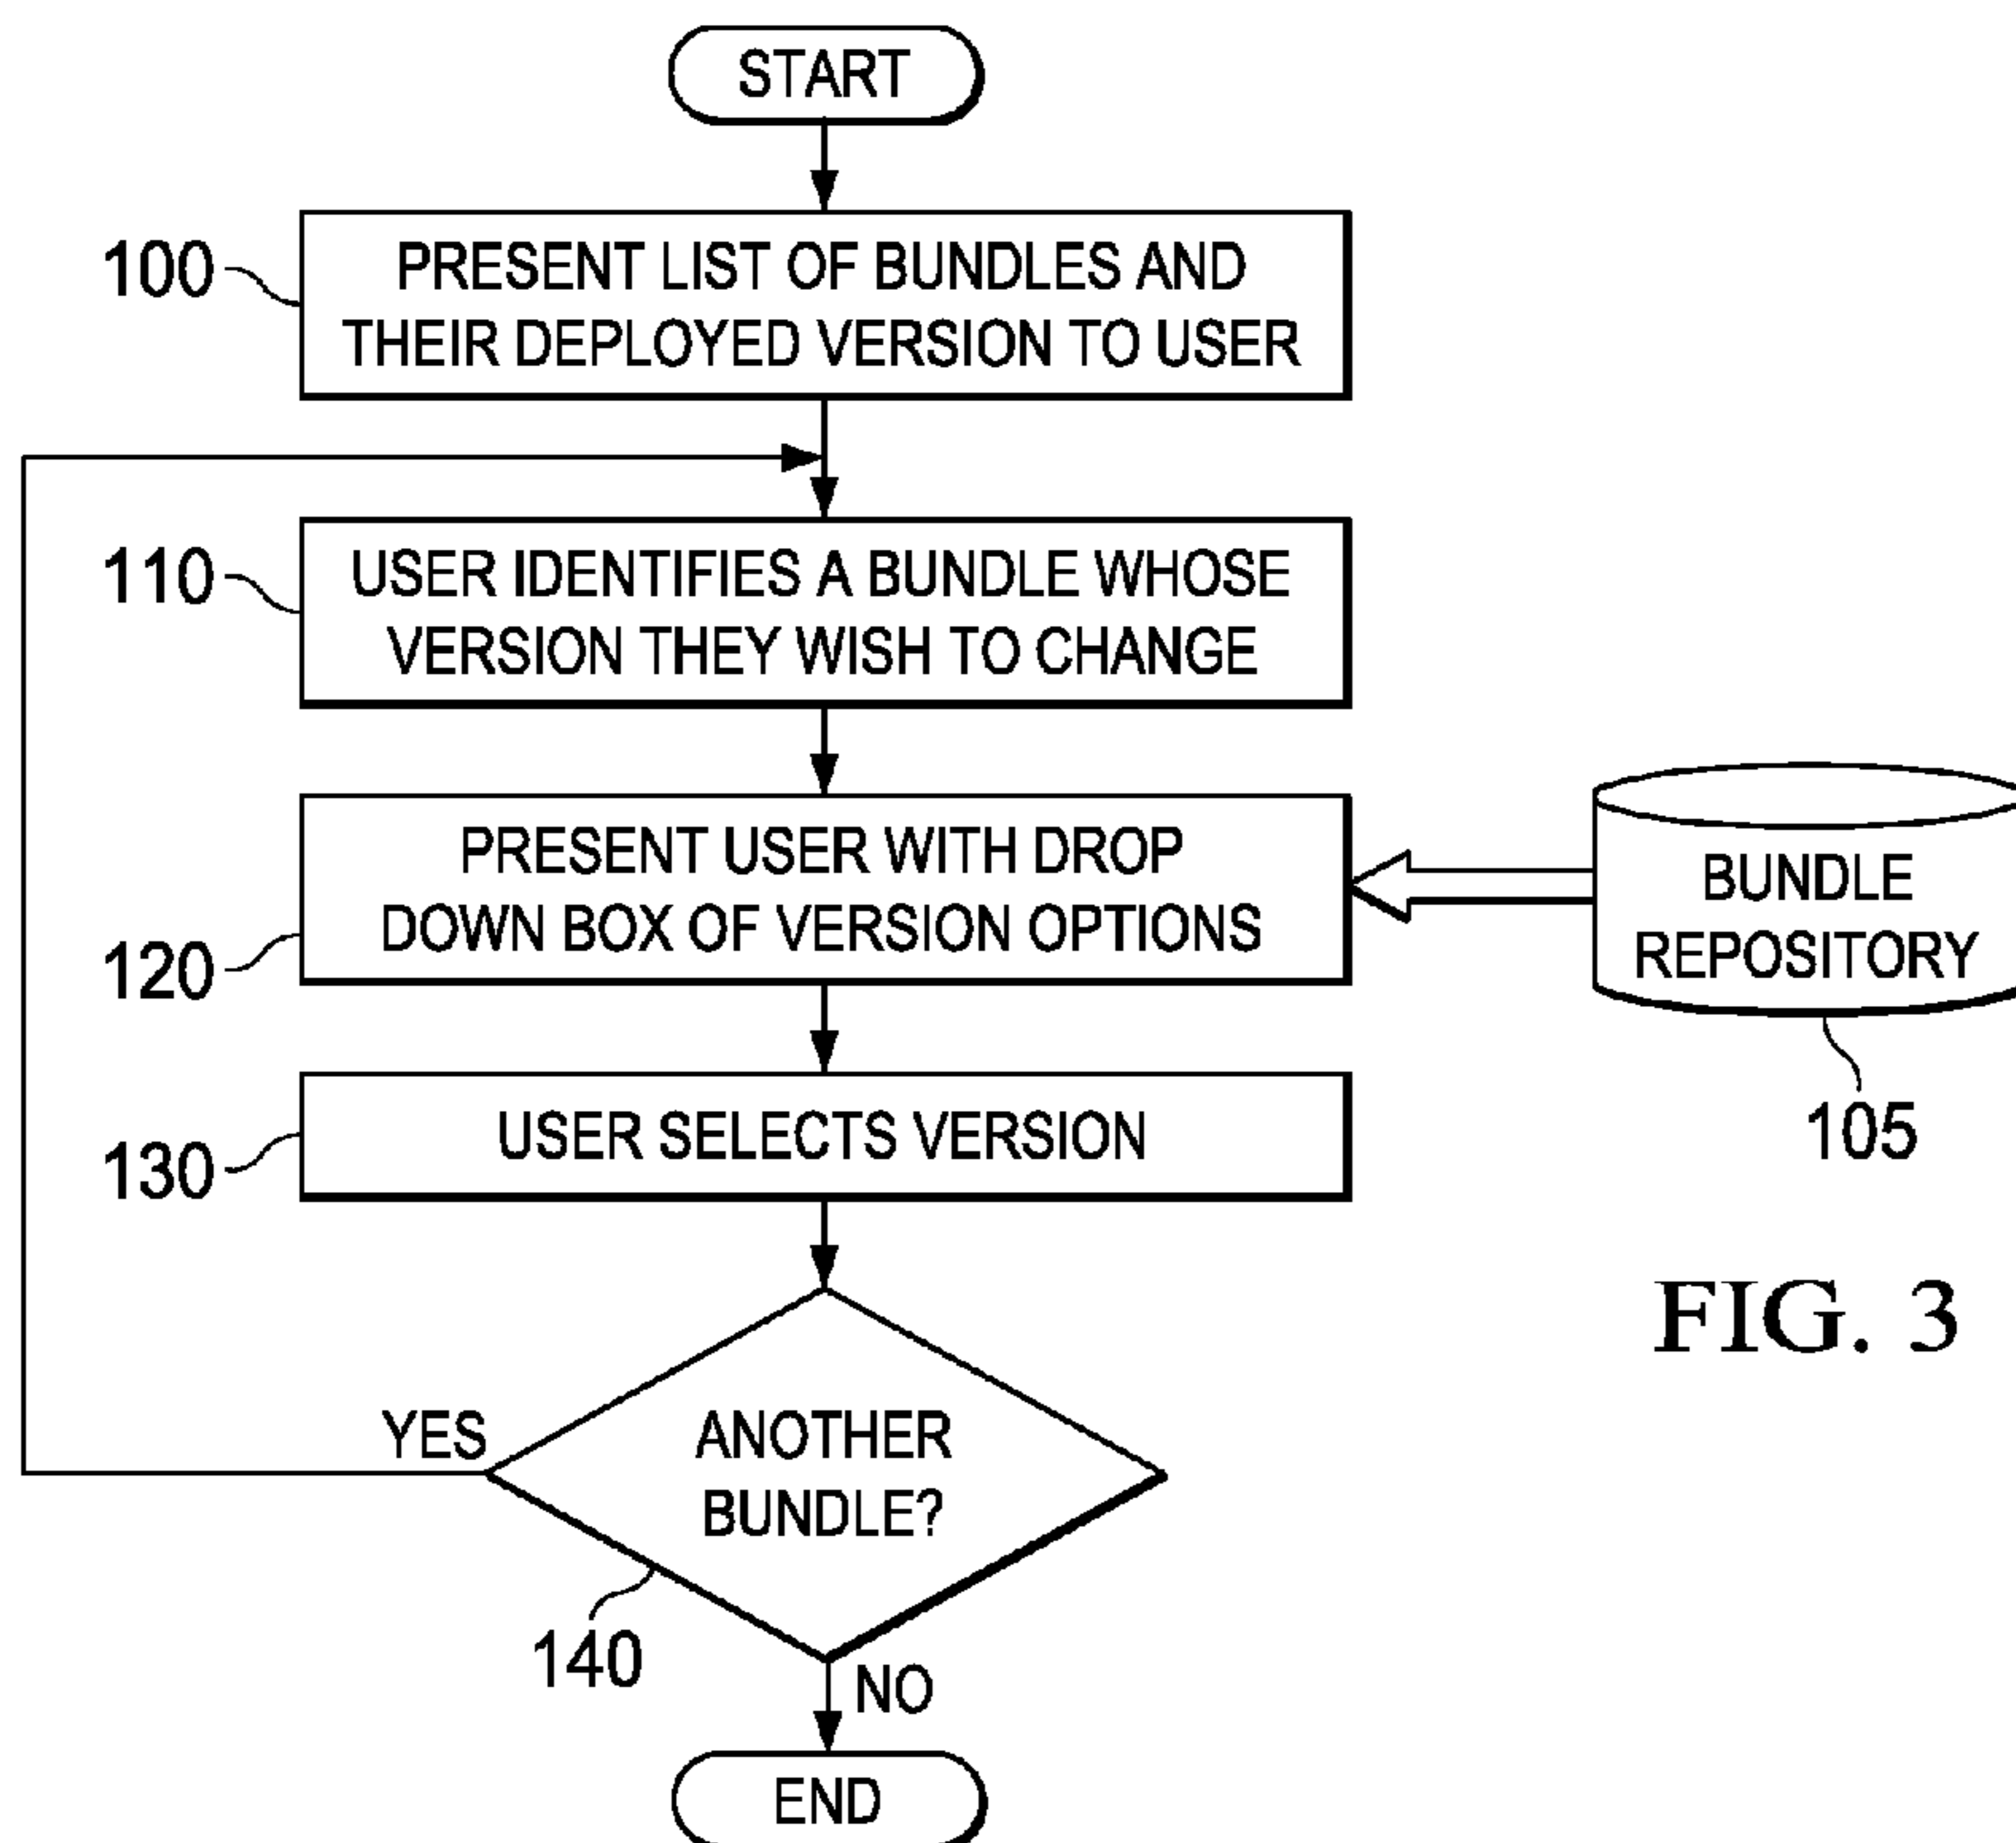 START
100
PRESENT LIST OF BUNDLES AND
THEIR DEPLOYED VERSION TO USER
110
USER IDENTIFIES A BUNDLE WHOSE
VERSION THEY WISH TO CHANGE
120
PRESENT USER WITH DROP
DOWN BOX OF VERSION OPTIONS
BUNDLE
REPOSITORY
105
130
USER SELECTS VERSION
FIG. 3
YES
ANOTHER
BUNDLE?
140
NO
END